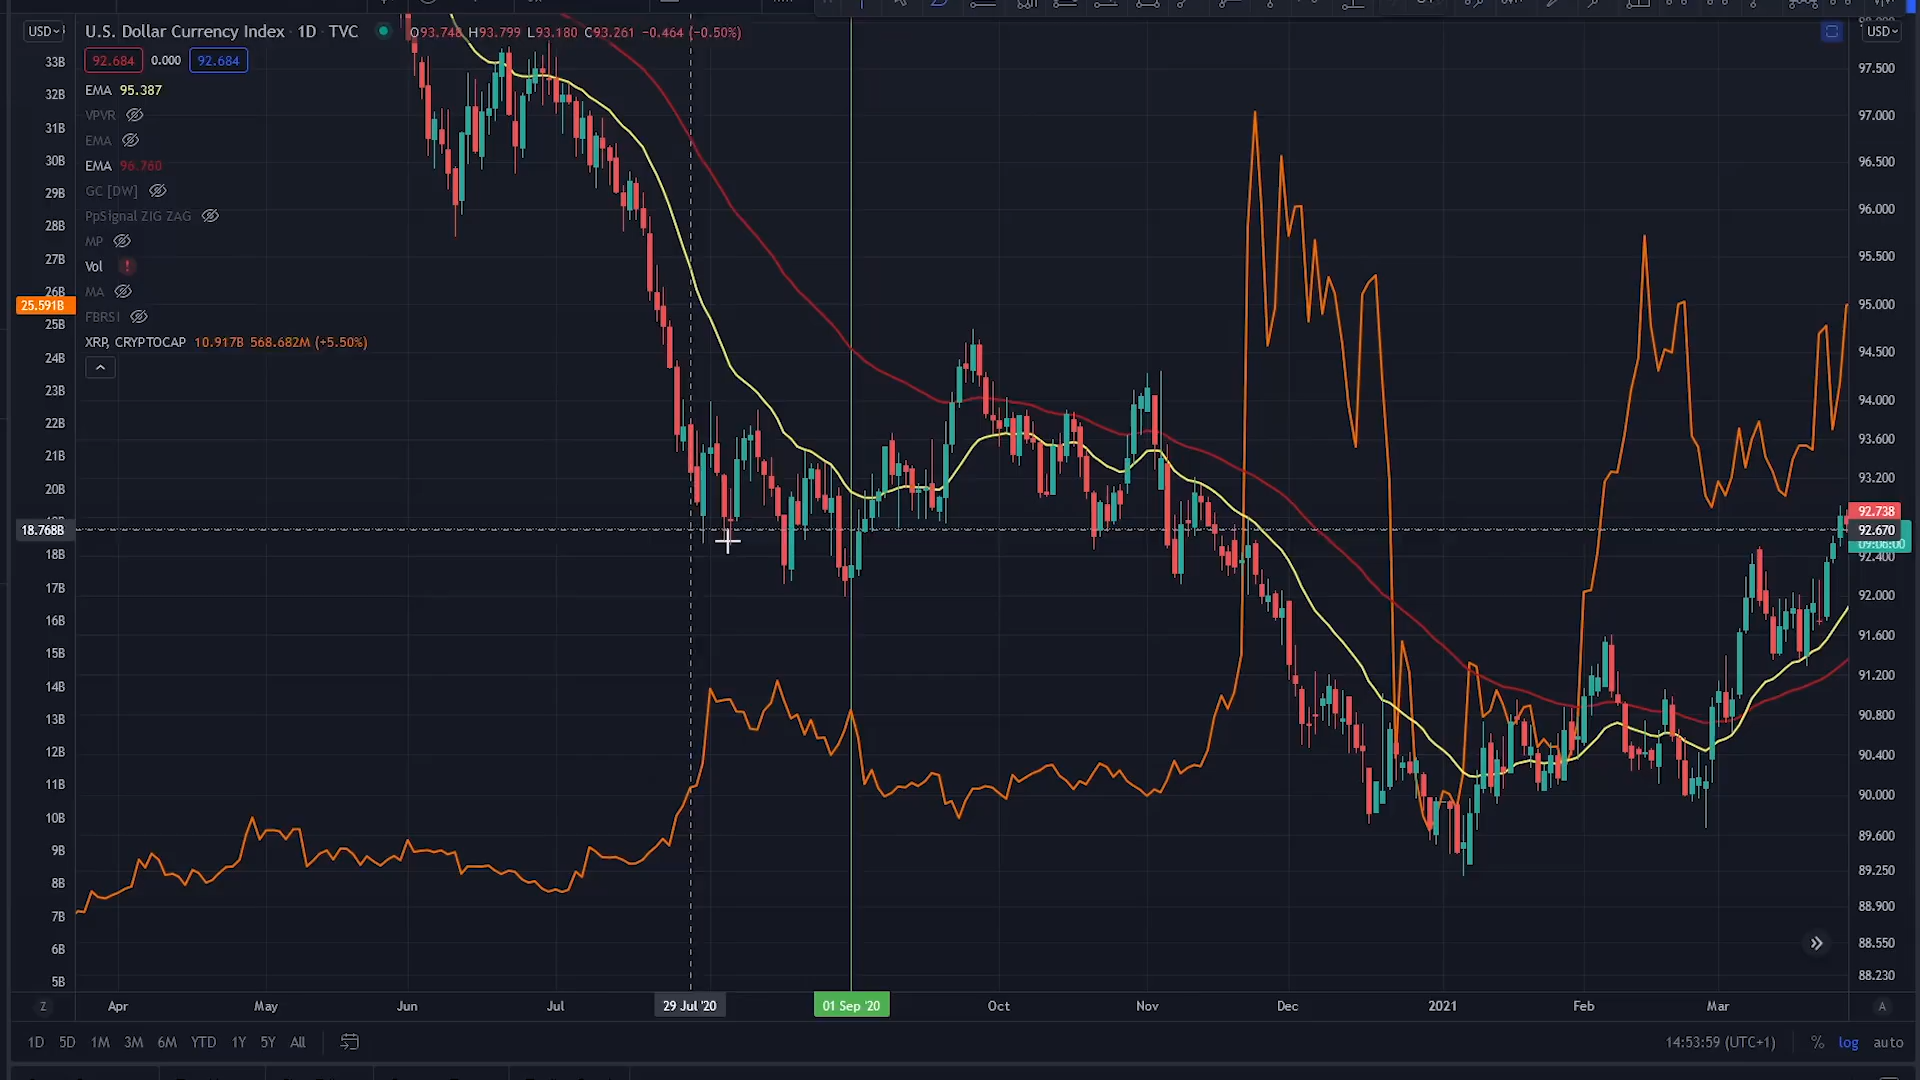 USD
U.S. Dollar Currency Index · 1D · TVC O93.746 H93.799 L93.180 C93.261 −0.464 (−0.50%)
92.684 0.000 92.684
EMA 95.387
VPVR
EMA
EMA 96.760
GC [DW]
PpSignal ZIG ZAG
MP
Vol !
MA
FBRSI
XRP, CRYPTOCAP 10.917B 568.682M (+5.50%)
33B
32B
31B
30B
29B
28B
27B
26B
25.591B
25B
24B
23B
22B
21B
20B
18.768B
18B
17B
16B
15B
14B
13B
12B
11B
10B
9B
8B
7B
6B
5B
USD
97.500
97.000
96.500
96.000
95.500
95.000
94.500
94.000
93.600
93.200
92.738
92.670
09:06:00
92.400
92.000
91.600
91.200
90.800
90.400
90.000
89.600
89.250
88.900
88.550
88.230
Z Apr May Jun Jul 29 Jul '20 01 Sep '20 Oct Nov Dec 2021 Feb Mar A
1D 5D 1M 3M 6M YTD 1Y 5Y All 14:53:59 (UTC+1) % log auto